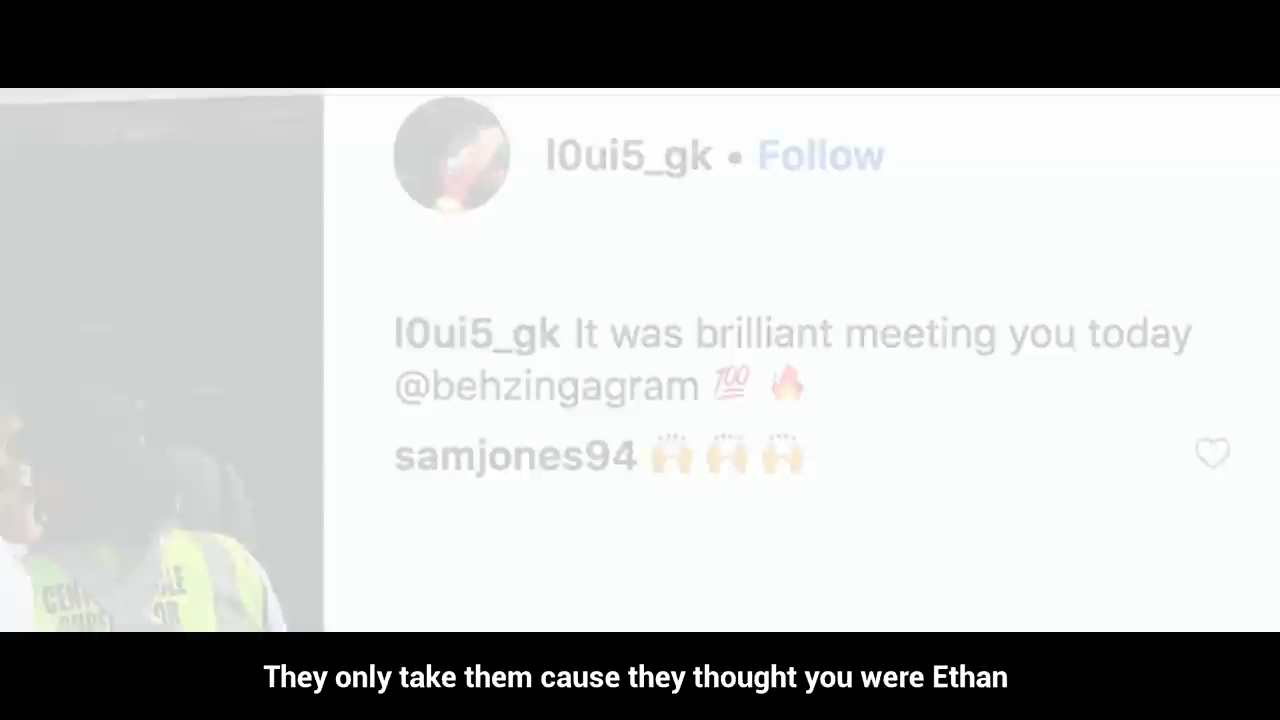 l0ui5_gk • Follow
l0ui5_gk It was brilliant meeting you today
@behzingagram 💯 🔥
samjones94 🙌 🙌 🙌
They only take them cause they thought you were Ethan